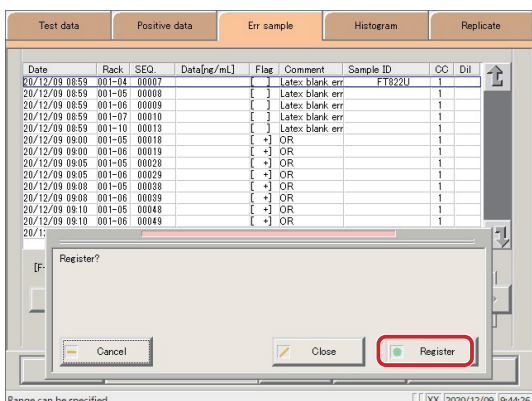 Test data Positive data Err sample Histogram Replicate
Date Rack SEQ. Data[ng/mL] Flag Comment Sample ID CC Dil
20/12/09 08:59 001-04 00007 [ ] Latex blank err FT822U 1
20/12/09 08:59 001-05 00008 [ ] Latex blank err 1
20/12/09 08:59 001-06 00009 [ ] Latex blank err 1
20/12/09 08:59 001-07 00010 [ ] Latex blank err 1
20/12/09 08:59 001-10 00013 [ ] Latex blank err 1
20/12/09 09:00 001-05 00018 [ +] OR 1
20/12/09 09:00 001-06 00019 [ +] OR 1
20/12/09 09:05 001-05 00028 [ +] OR 1
20/12/09 09:05 001-06 00029 [ +] OR 1
20/12/09 09:08 001-05 00038 [ +] OR 1
20/12/09 09:08 001-06 00039 [ +] OR 1
20/12/09 09:10 001-05 00048 [ +] OR 1
20/12/09 09:10 001-06 00049 [ +] OR 1
20/1
[F-
Register?
Cancel Close Register
Range can be specified XX 2020/12/09 9:44:26